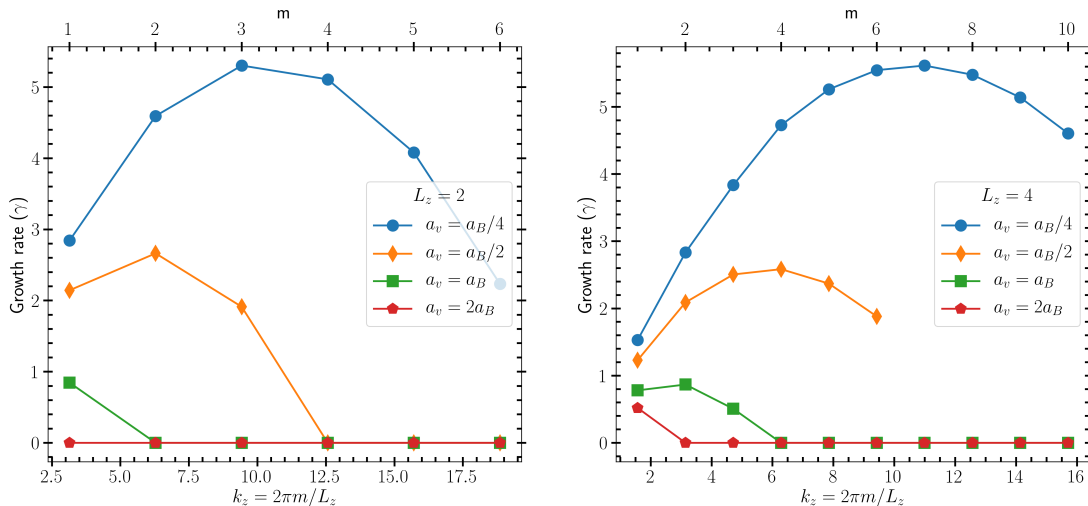 m
1 2 3 4 5 6
5
4
3
2
1
0
Growth rate (γ)
L_z = 2
a_v = a_B/4
a_v = a_B/2
a_v = a_B
a_v = 2a_B
2.5 5.0 7.5 10.0 12.5 15.0 17.5
k_z = 2πm/L_z
m
2 4 6 8 10
5
4
3
2
1
0
Growth rate (γ)
L_z = 4
a_v = a_B/4
a_v = a_B/2
a_v = a_B
a_v = 2a_B
2 4 6 8 10 12 14 16
k_z = 2πm/L_z